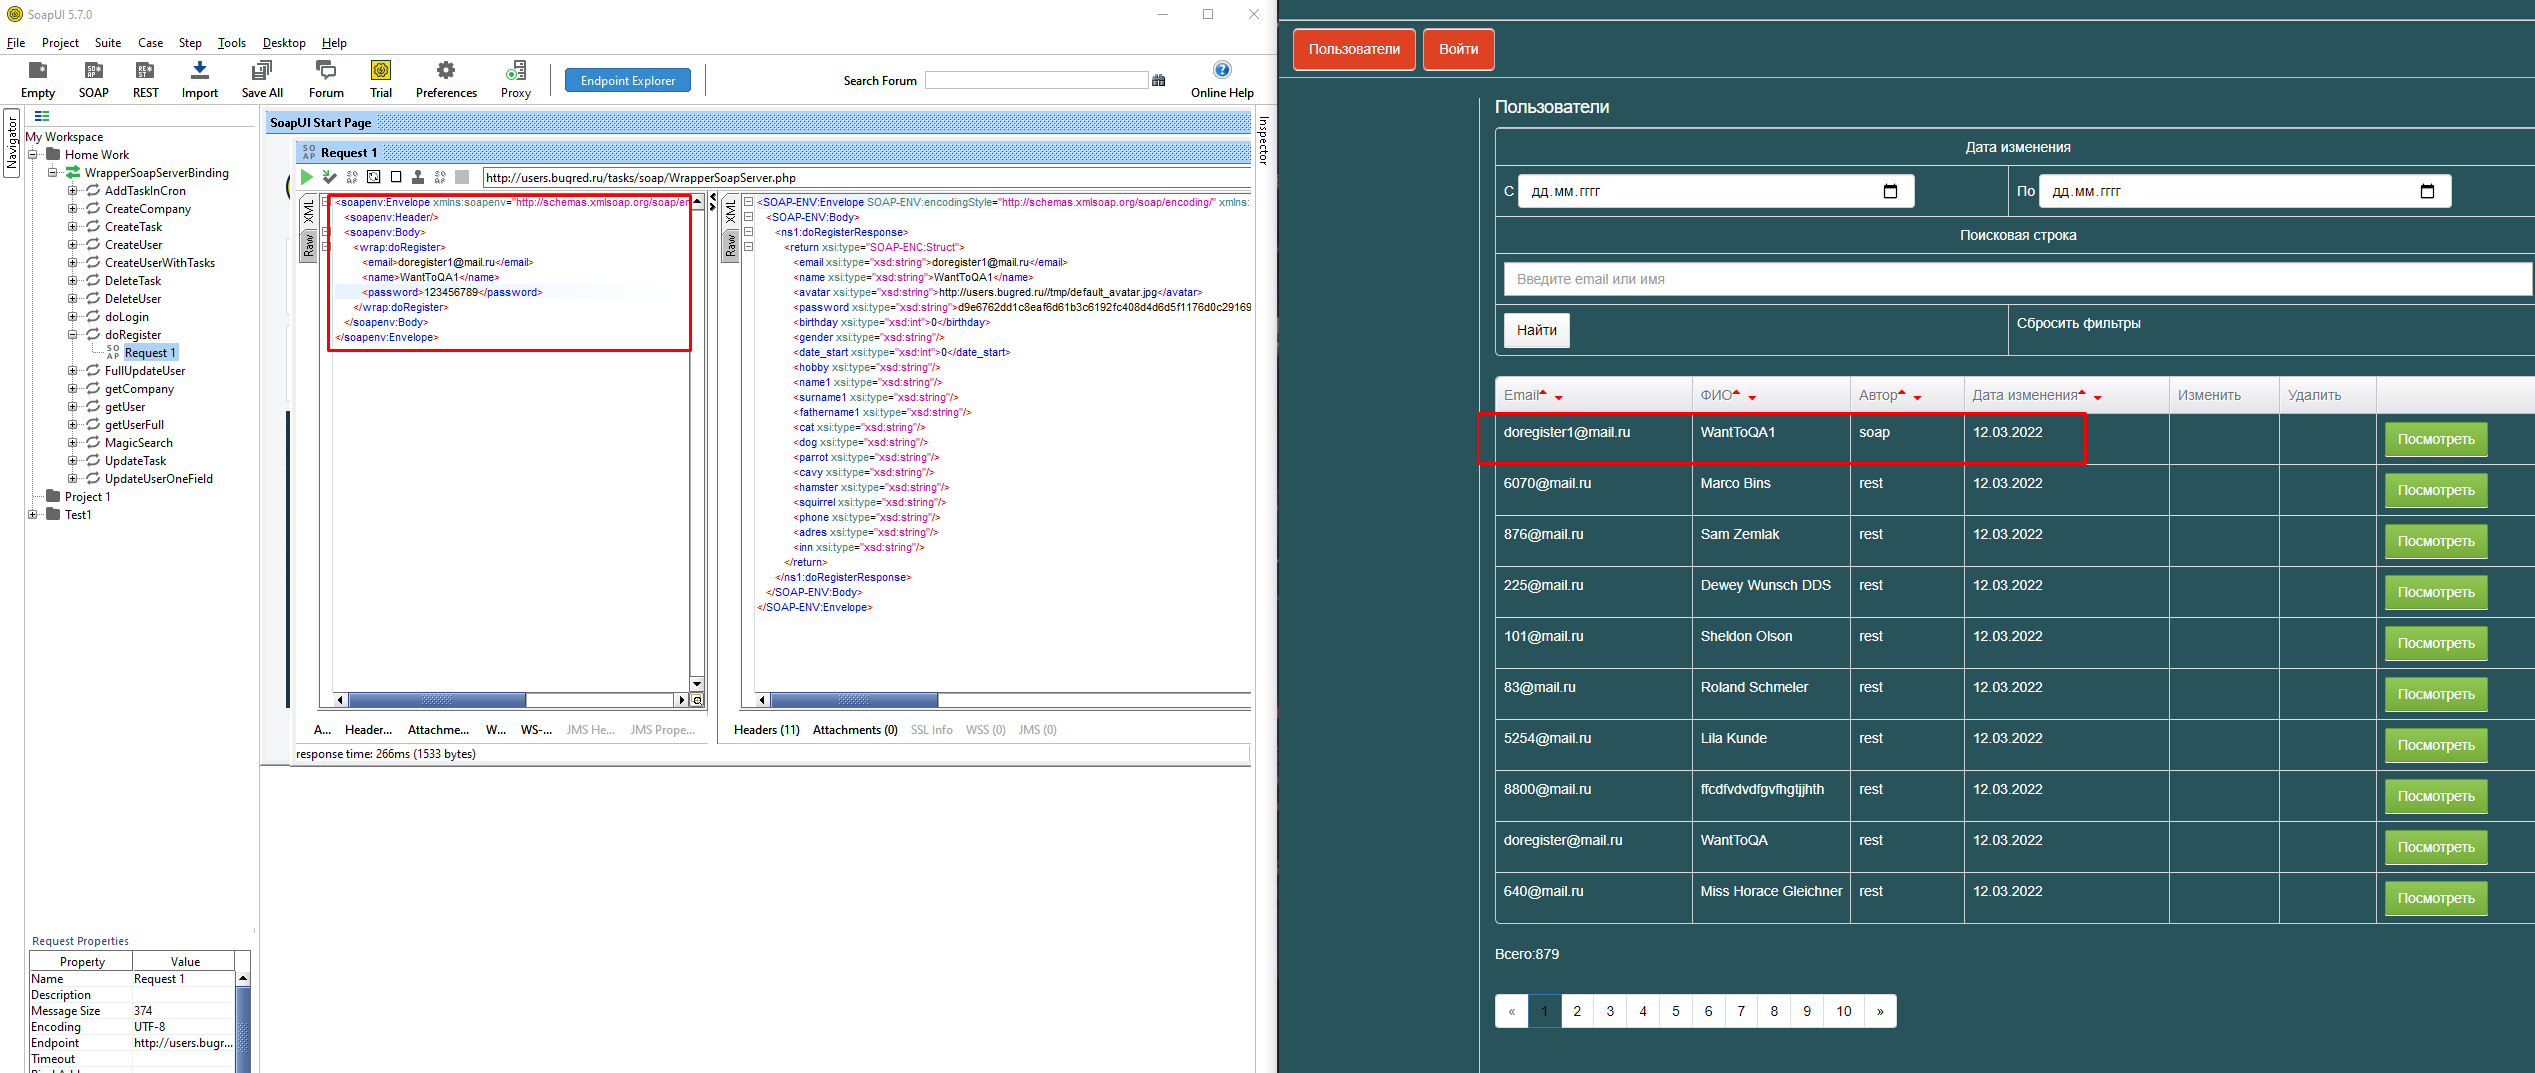 SoapUI 5.7.0
File Project Suite Case Step Tools Desktop Help
Empty SOAP REST Import Save All Forum Trial Preferences Proxy
Endpoint Explorer
Search Forum
Online Help
Navigator
My Workspace
Home Work
WrapperSoapServerBinding
AddTaskInCron
CreateCompany
CreateTask
CreateUser
CreateUserWithTasks
DeleteTask
DeleteUser
doLogin
doRegister
Request 1
FullUpdateUser
getCompany
getUser
getUserFull
MagicSearch
UpdateTask
UpdateUserOneField
Project 1
Test1
Request Properties
Property Value
Name Request 1
Description
Message Size 374
Encoding UTF-8
Endpoint http://users.bugr...
Timeout
SoapUI Start Page
Inspector
Request 1
http://users.bugred.ru/tasks/soap/WrapperSoapServer.php
XML
Raw
<soapenv:Envelope xmlns:soapenv="http://schemas.xmlsoap.org/soap/en
<soapenv:Header/>
<soapenv:Body>
<wrap:doRegister>
<email>doregister1@mail.ru</email>
<name>WantToQA1</name>
<password>123456789</password>
</wrap:doRegister>
</soapenv:Body>
</soapenv:Envelope>
A... Header... Attachme... W... WS-... JMS He... JMS Prope...
XML
Raw
<SOAP-ENV:Envelope SOAP-ENV:encodingStyle="http://schemas.xmlsoap.org/soap/encoding/" xmlns:
<SOAP-ENV:Body>
<ns1:doRegisterResponse>
<return xsi:type="SOAP-ENC:Struct">
<email xsi:type="xsd:string">doregister1@mail.ru</email>
<name xsi:type="xsd:string">WantToQA1</name>
<avatar xsi:type="xsd:string">http://users.bugred.ru//tmp/default_avatar.jpg</avatar>
<password xsi:type="xsd:string">d9e6762dd1c8eaf6d61b3c6192fc408d4d6d5f1176d0c29169
<birthday xsi:type="xsd:int">0</birthday>
<gender xsi:type="xsd:string"/>
<date_start xsi:type="xsd:int">0</date_start>
<hobby xsi:type="xsd:string"/>
<name1 xsi:type="xsd:string"/>
<surname1 xsi:type="xsd:string"/>
<fathername1 xsi:type="xsd:string"/>
<cat xsi:type="xsd:string"/>
<dog xsi:type="xsd:string"/>
<parrot xsi:type="xsd:string"/>
<cavy xsi:type="xsd:string"/>
<hamster xsi:type="xsd:string"/>
<squirrel xsi:type="xsd:string"/>
<phone xsi:type="xsd:string"/>
<adres xsi:type="xsd:string"/>
<inn xsi:type="xsd:string"/>
</return>
</ns1:doRegisterResponse>
</SOAP-ENV:Body>
</SOAP-ENV:Envelope>
Headers (11) Attachments (0) SSL Info WSS (0) JMS (0)
response time: 266ms (1533 bytes)
Пользователи Войти
Пользователи
Дата изменения
С дд.мм.гггг По дд.мм.гггг
Поисковая строка
Введите email или имя
Найти Сбросить фильтры
Email ФИО Автор Дата изменения Изменить Удалить
doregister1@mail.ru WantToQA1 soap 12.03.2022 Посмотреть
6070@mail.ru Marco Bins rest 12.03.2022 Посмотреть
876@mail.ru Sam Zemlak rest 12.03.2022 Посмотреть
225@mail.ru Dewey Wunsch DDS rest 12.03.2022 Посмотреть
101@mail.ru Sheldon Olson rest 12.03.2022 Посмотреть
83@mail.ru Roland Schmeler rest 12.03.2022 Посмотреть
5254@mail.ru Lila Kunde rest 12.03.2022 Посмотреть
8800@mail.ru ffcdfvdvdfgvfhgtjjhth rest 12.03.2022 Посмотреть
doregister@mail.ru WantToQA rest 12.03.2022 Посмотреть
640@mail.ru Miss Horace Gleichner rest 12.03.2022 Посмотреть
Всего:879
« 1 2 3 4 5 6 7 8 9 10 »